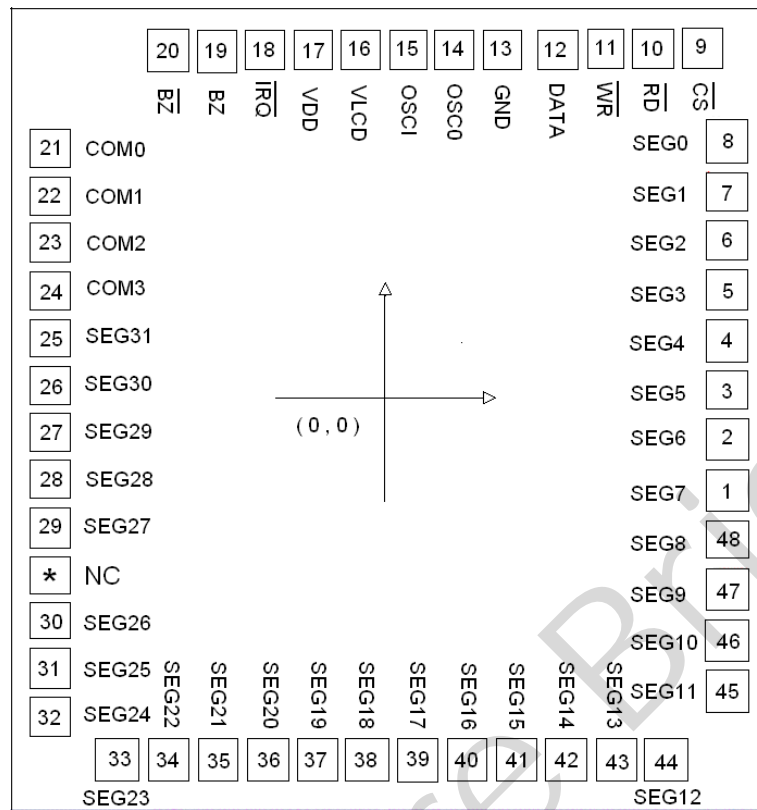 20 19 18 17 16 15 14 13 12 11 10 9
BZ BZ IRQ VDD VLCD OSCI OSC0 GND DATA WR RD CS
21 COM0 SEG0 8
22 COM1 SEG1 7
23 COM2 SEG2 6
24 COM3 SEG3 5
25 SEG31 SEG4 4
26 SEG30 SEG5 3
(0,0)
27 SEG29 SEG6 2
28 SEG28 SEG7 1
29 SEG27 SEG8 48
* NC SEG9 47
30 SEG26 SEG10 46
31 SEG25 SEG11 45
32 SEG24
SEG22 SEG21 SEG20 SEG19 SEG18 SEG17 SEG16 SEG15 SEG14 SEG13
33 34 35 36 37 38 39 40 41 42 43 44
SEG23 SEG12